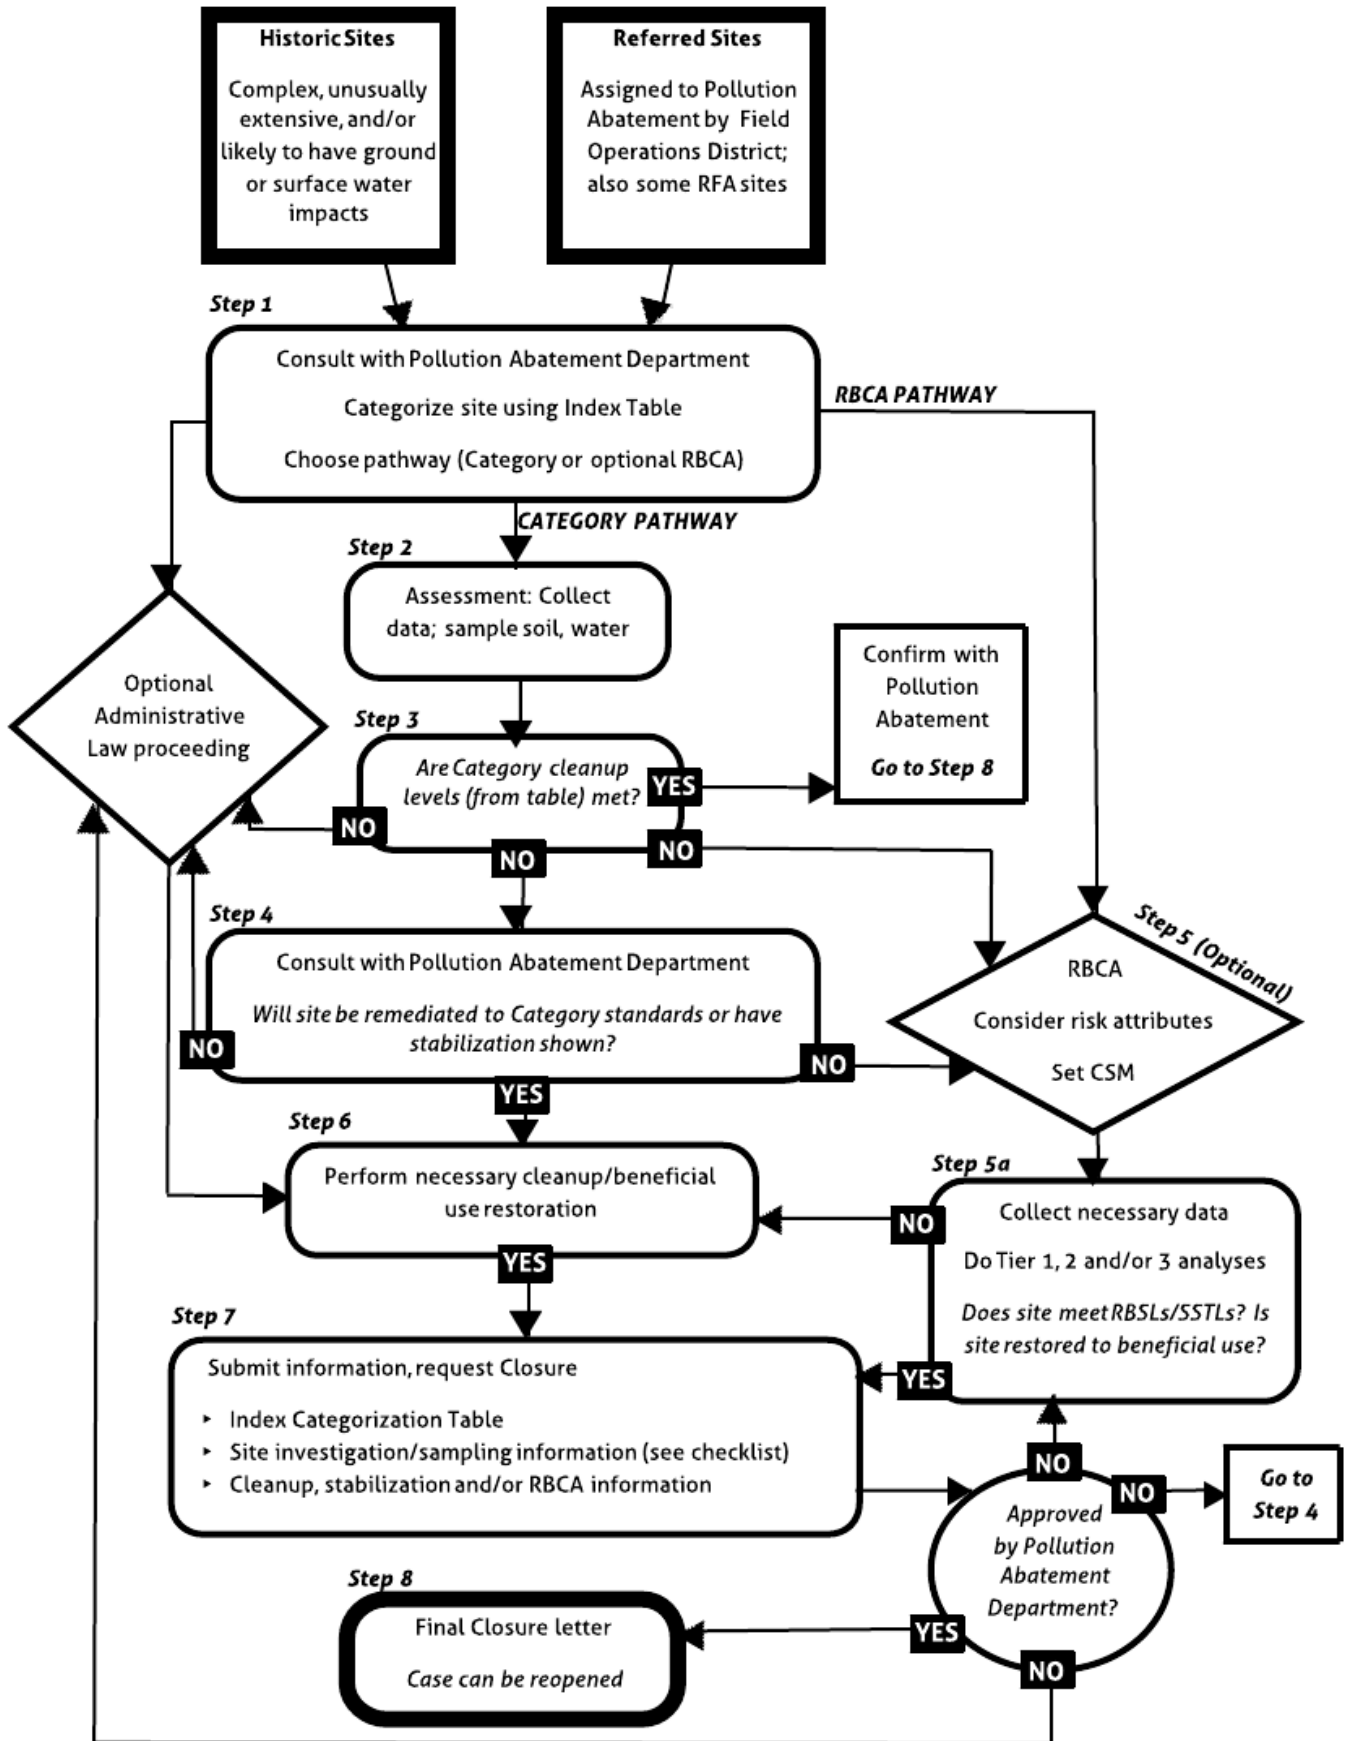 Historic Sites
Complex, unusually
extensive, and/or
likely to have ground
or surface water
impacts
Referred Sites
Assigned to Pollution
Abatement by Field
Operations District;
also some RFA sites
Step 1
Consult with Pollution Abatement Department
Categorize site using Index Table
Choose pathway (Category or optional RBCA)
RBCA PATHWAY
CATEGORY PATHWAY
Step 2
Assessment: Collect
data; sample soil, water
Optional
Administrative
Law proceeding
Confirm with
Pollution
Abatement
Go to Step 8
Step 3
Are Category cleanup
levels (from table) met?
YES
NO
NO
NO
Step 4
Consult with Pollution Abatement Department
Will site be remediated to Category standards or have
stabilization shown?
NO
NO
YES
Step 5 (Optional)
RBCA
Consider risk attributes
Set CSM
Step 6
Perform necessary cleanup/beneficial
use restoration
YES
Step 5a
Collect necessary data
Do Tier 1, 2 and/or 3 analyses
Does site meet RBSLs/SSTLs? Is
site restored to beneficial use?
NO
YES
Step 7
Submit information, request Closure
‣ Index Categorization Table
‣ Site investigation/sampling information (see checklist)
‣ Cleanup, stabilization and/or RBCA information
NO
NO
Go to
Step 4
Approved
by Pollution
Abatement
Department?
YES
NO
Step 8
Final Closure letter
Case can be reopened